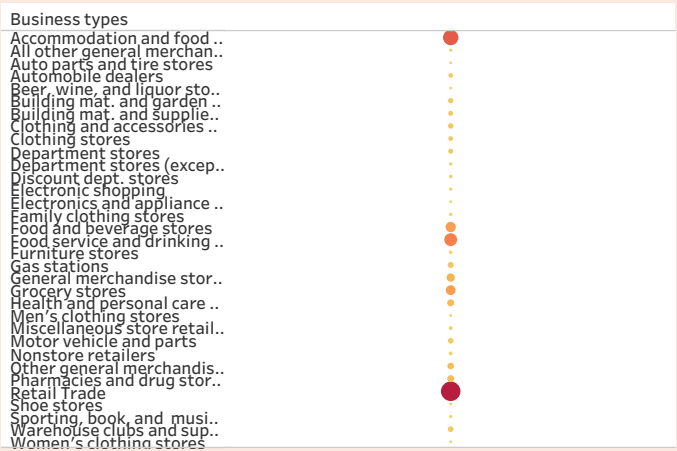 Business types
Accommodation and food ..
All other general merchan..
Auto parts and tire stores
Automobile dealers
Beer, wine, and liquor sto..
Building mat. and garden ..
Building mat. and supplie..
Clothing and accessories ..
Clothing stores
Department stores
Department stores (excep..
Discount dept. stores
Electronic shopping
Electronics and appliance ..
Family clothing stores
Food and beverage stores
Food service and drinking ..
Furniture stores
Gas stations
General merchandise stor..
Grocery stores
Health and personal care ..
Men's clothing stores
Miscellaneous store retail..
Motor vehicle and parts
Nonstore retailers
Other general merchandis..
Pharmacies and drug stor..
Retail Trade
Shoe stores
Sporting, book, and musi..
Warehouse clubs and sup..
Women's clothing stores